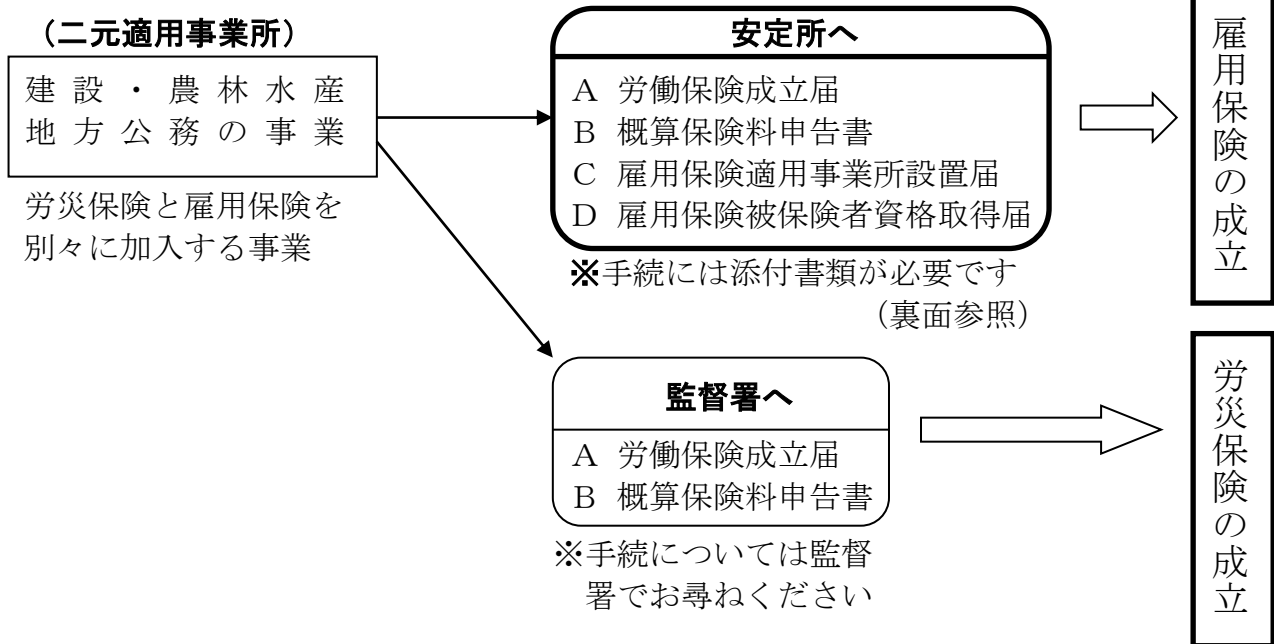 （二元適用事業所）
建設・農林水産
地方公務の事業
労災保険と雇用保険を
別々に加入する事業
安定所へ
A 労働保険成立届
B 概算保険料申告書
C 雇用保険適用事業所設置届
D 雇用保険被保険者資格取得届
※手続には添付書類が必要です
（裏面参照）
雇用保険の成立
監督署へ
A 労働保険成立届
B 概算保険料申告書
※手続については監督
署でお尋ねください
労災保険の成立